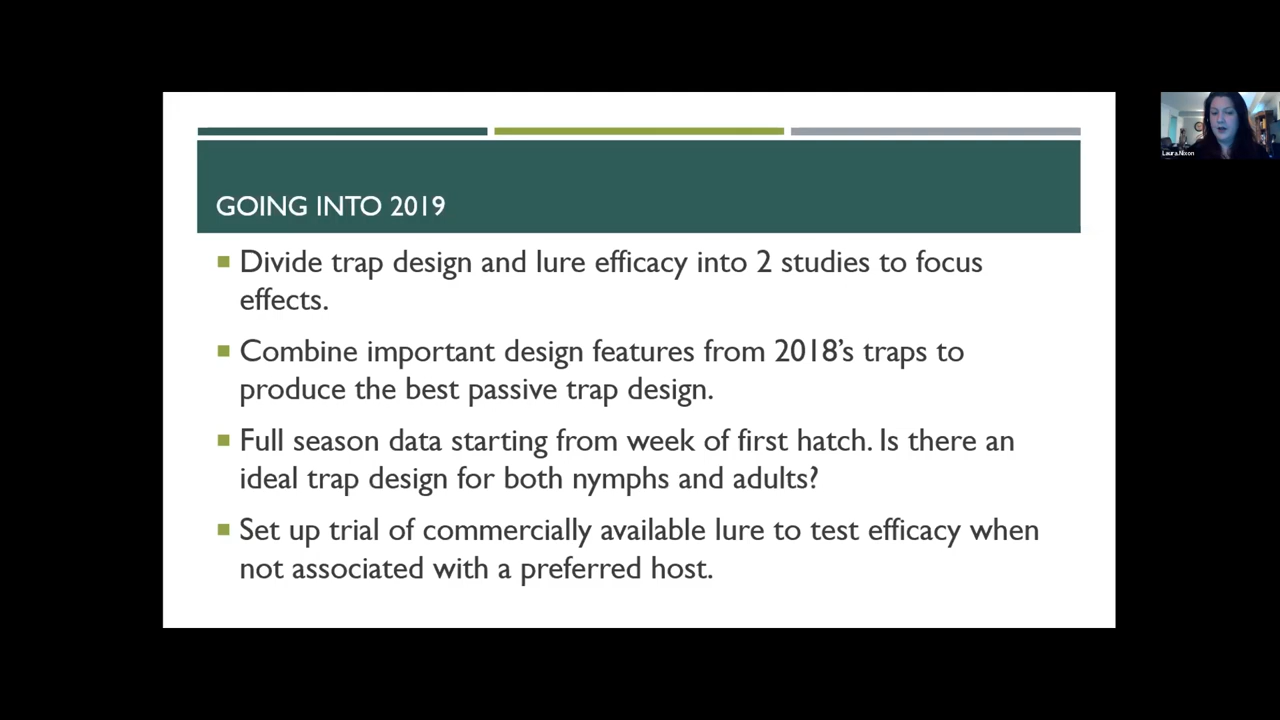 GOING INTO 2019
Divide trap design and lure efficacy into 2 studies to focus
effects.
Combine important design features from 2018's traps to
produce the best passive trap design.
Full season data starting from week of first hatch. Is there an
ideal trap design for both nymphs and adults?
Set up trial of commercially available lure to test efficacy when
not associated with a preferred host.
Laura.Nixon